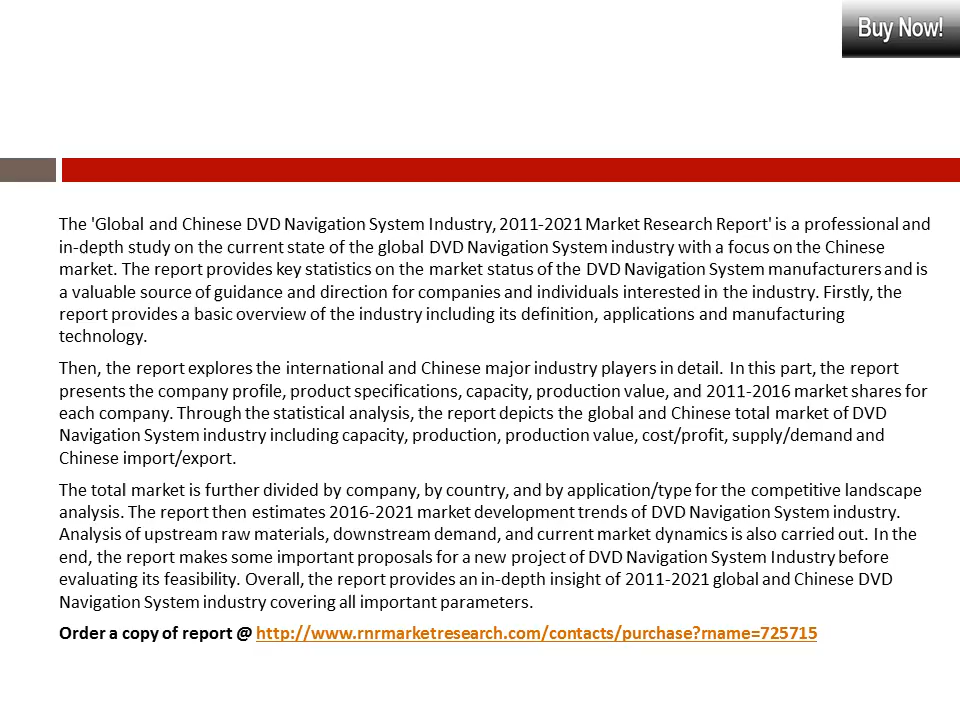 Buy Now!
The 'Global and Chinese DVD Navigation System Industry, 2011-2021 Market Research Report' is a professional and
in-depth study on the current state of the global DVD Navigation System industry with a focus on the Chinese
market. The report provides key statistics on the market status of the DVD Navigation System manufacturers and is
a valuable source of guidance and direction for companies and individuals interested in the industry. Firstly, the
report provides a basic overview of the industry including its definition, applications and manufacturing
technology.
Then, the report explores the international and Chinese major industry players in detail. In this part, the report
presents the company profile, product specifications, capacity, production value, and 2011-2016 market shares for
each company. Through the statistical analysis, the report depicts the global and Chinese total market of DVD
Navigation System industry including capacity, production, production value, cost/profit, supply/demand and
Chinese import/export.
The total market is further divided by company, by country, and by application/type for the competitive landscape
analysis. The report then estimates 2016-2021 market development trends of DVD Navigation System industry.
Analysis of upstream raw materials, downstream demand, and current market dynamics is also carried out. In the
end, the report makes some important proposals for a new project of DVD Navigation System Industry before
evaluating its feasibility. Overall, the report provides an in-depth insight of 2011-2021 global and Chinese DVD
Navigation System industry covering all important parameters.
Order a copy of report @ http://www.rnrmarketresearch.com/contacts/purchase?rname=725715